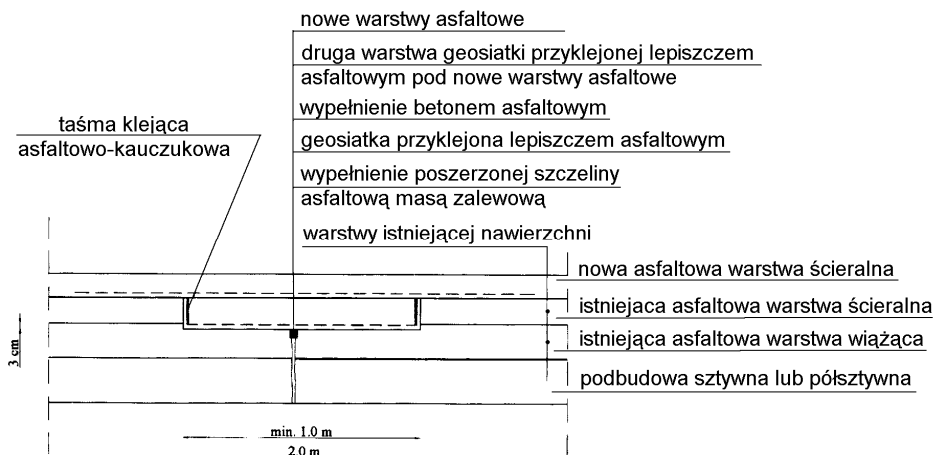 nowe warstwy asfaltowe
druga warstwa geosiatki przyklejonej lepiszczem
asfaltowym pod nowe warstwy asfaltowe
wypełnienie betonem asfaltowym
taśma klejąca
asfaltowo-kauczukowa
geosiatka przyklejona lepiszczem asfaltowym
wypełnienie poszerzonej szczeliny
asfaltową masą zalewową
warstwy istniejącej nawierzchni
nowa asfaltowa warstwa ścieralna
istniejaca asfaltowa warstwa ścieralna
istniejąca asfaltowa warstwa wiążąca
podbudowa sztywna lub półsztywna
3 cm
min. 1.0 m
2.0 m